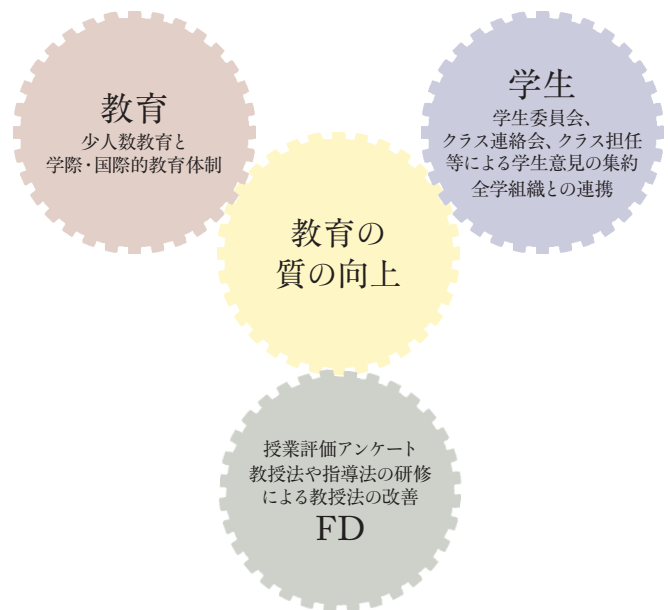 教育
少人数教育と
学際・国際的教育体制
学生
学生委員会、
クラス連絡会、クラス担任
等による学生意見の集約
全学組織との連携
教育の
質の向上
授業評価アンケート
教授法や指導法の研修
による教授法の改善
FD